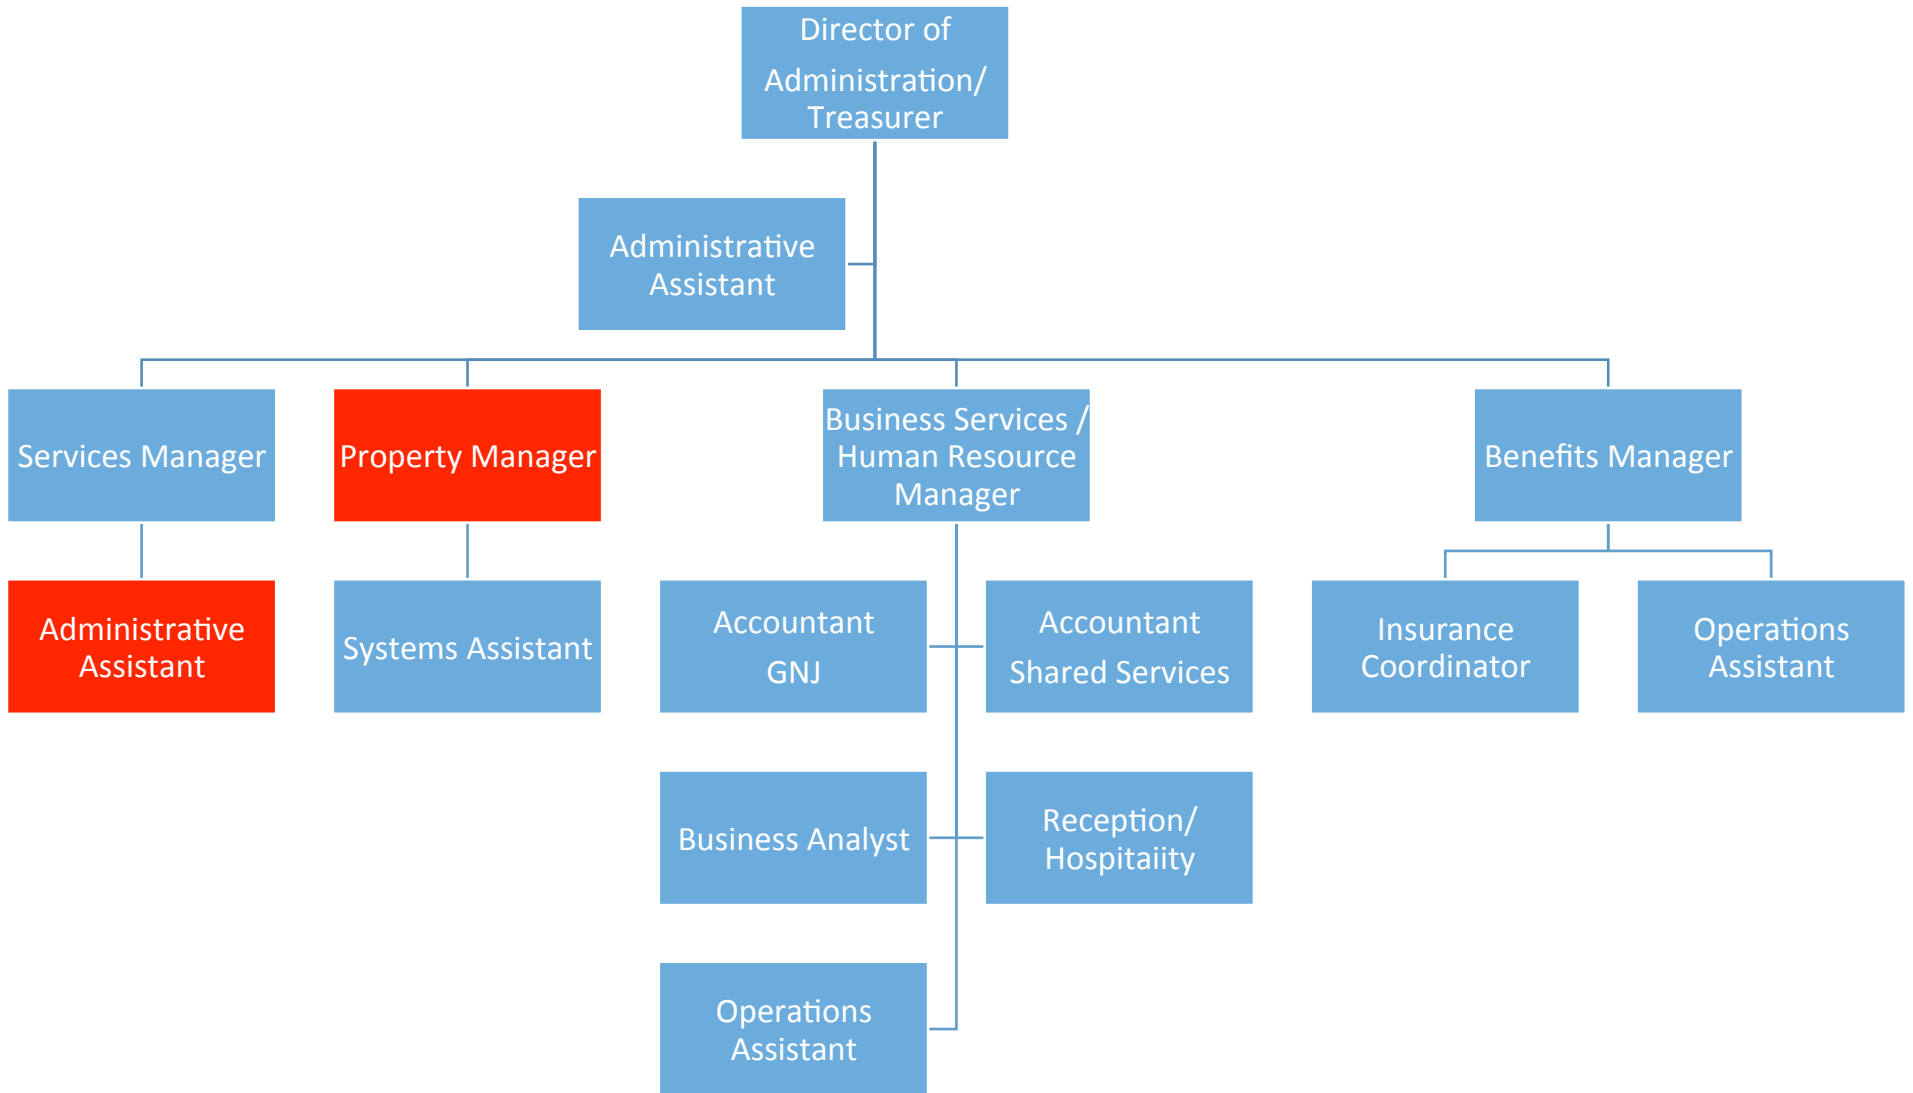 Director of
Administration/
Treasurer
Administrative
Assistant
Services Manager
Property Manager
Business Services /
Human Resource
Manager
Benefits Manager
Administrative
Assistant
Systems Assistant
Accountant
GNJ
Accountant
Shared Services
Insurance
Coordinator
Operations
Assistant
Business Analyst
Reception/
Hospitaiity
Operations
Assistant